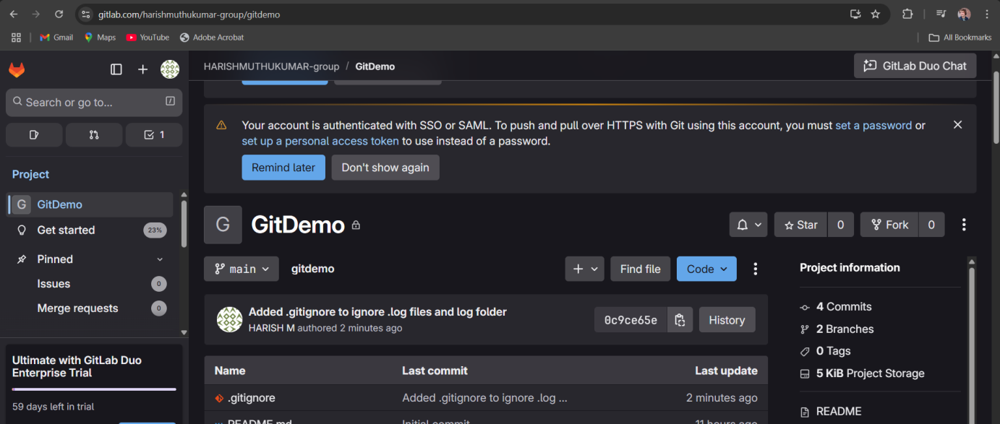 gitlab.com/harishmuthukumar-group/gitdemo
Gmail
Maps
YouTube
Adobe Acrobat
All Bookmarks
HARISHMUTHUKUMAR-group / GitDemo
GitLab Duo Chat
Search or go to...
/
1
Your account is authenticated with SSO or SAML. To push and pull over HTTPS with Git using this account, you must set a password or
set up a personal access token to use instead of a password.
Remind later
Don't show again
Project
G GitDemo
Get started 23%
Pinned
Issues 0
Merge requests 0
Ultimate with GitLab Duo
Enterprise Trial
59 days left in trial
G
GitDemo
Star 0
Fork 0
main
gitdemo
Find file
Code
Added .gitignore to ignore .log files and log folder
HARISH M authored 2 minutes ago
0c9ce65e
History
Name Last commit Last update
.gitignore Added .gitignore to ignore .log ... 2 minutes ago
README.md Initial commit 11 hours ago
Project information
4 Commits
2 Branches
0 Tags
5 KiB Project Storage
README